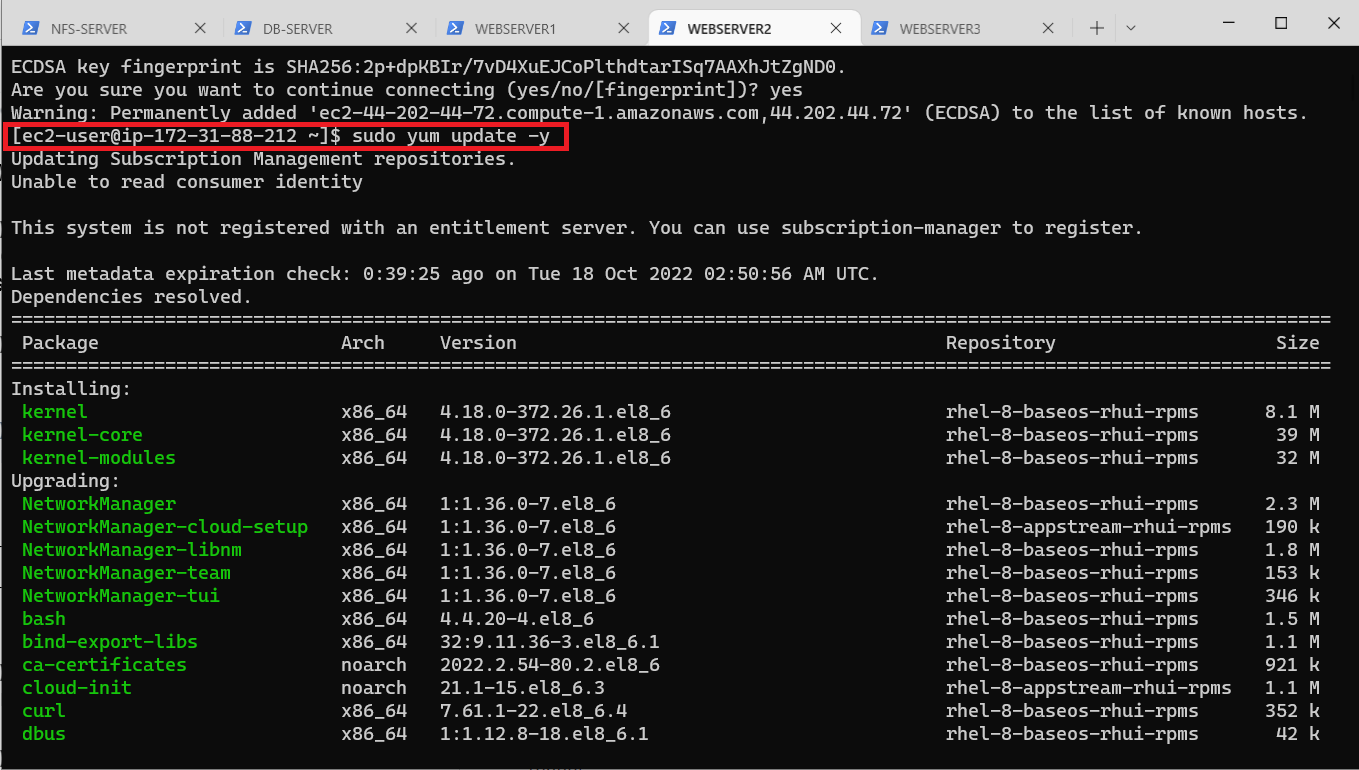 NFS-SERVER DB-SERVER WEBSERVER1 WEBSERVER2 WEBSERVER3
ECDSA key fingerprint is SHA256:2p+dpKBIr/7vD4XuEJCoPlthdtarISq7AAXhJtZgND0.
Are you sure you want to continue connecting (yes/no/[fingerprint])? yes
Warning: Permanently added 'ec2-44-202-44-72.compute-1.amazonaws.com,44.202.44.72' (ECDSA) to the list of known hosts.
[ec2-user@ip-172-31-88-212 ~]$ sudo yum update -y
Updating Subscription Management repositories.
Unable to read consumer identity
This system is not registered with an entitlement server. You can use subscription-manager to register.
Last metadata expiration check: 0:39:25 ago on Tue 18 Oct 2022 02:50:56 AM UTC.
Dependencies resolved.
Package Arch Version Repository Size
Installing:
kernel x86_64 4.18.0-372.26.1.el8_6 rhel-8-baseos-rhui-rpms 8.1 M
kernel-core x86_64 4.18.0-372.26.1.el8_6 rhel-8-baseos-rhui-rpms 39 M
kernel-modules x86_64 4.18.0-372.26.1.el8_6 rhel-8-baseos-rhui-rpms 32 M
Upgrading:
NetworkManager x86_64 1:1.36.0-7.el8_6 rhel-8-baseos-rhui-rpms 2.3 M
NetworkManager-cloud-setup x86_64 1:1.36.0-7.el8_6 rhel-8-appstream-rhui-rpms 190 k
NetworkManager-libnm x86_64 1:1.36.0-7.el8_6 rhel-8-baseos-rhui-rpms 1.8 M
NetworkManager-team x86_64 1:1.36.0-7.el8_6 rhel-8-baseos-rhui-rpms 153 k
NetworkManager-tui x86_64 1:1.36.0-7.el8_6 rhel-8-baseos-rhui-rpms 346 k
bash x86_64 4.4.20-4.el8_6 rhel-8-baseos-rhui-rpms 1.5 M
bind-export-libs x86_64 32:9.11.36-3.el8_6.1 rhel-8-baseos-rhui-rpms 1.1 M
ca-certificates noarch 2022.2.54-80.2.el8_6 rhel-8-baseos-rhui-rpms 921 k
cloud-init noarch 21.1-15.el8_6.3 rhel-8-appstream-rhui-rpms 1.1 M
curl x86_64 7.61.1-22.el8_6.4 rhel-8-baseos-rhui-rpms 352 k
dbus x86_64 1:1.12.8-18.el8_6.1 rhel-8-baseos-rhui-rpms 42 k